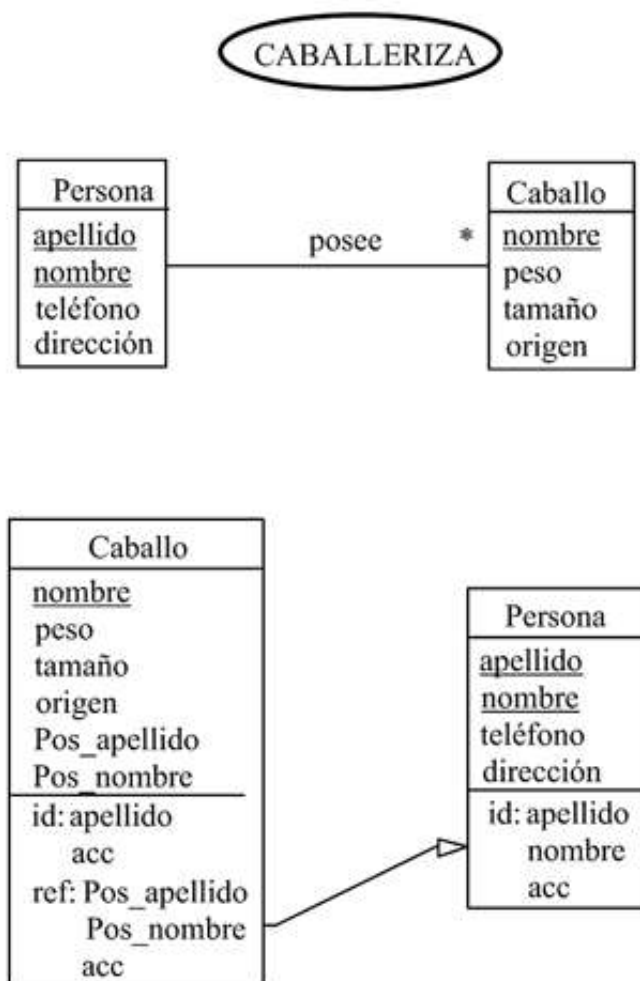 CABALLERIZA
Persona
apellido
nombre
teléfono
dirección
posee *
Caballo
nombre
peso
tamaño
origen
Caballo
nombre
peso
tamaño
origen
Pos_apellido
Pos_nombre
id: apellido
acc
ref: Pos_apellido
Pos_nombre
acc
Persona
apellido
nombre
teléfono
dirección
id: apellido
nombre
acc